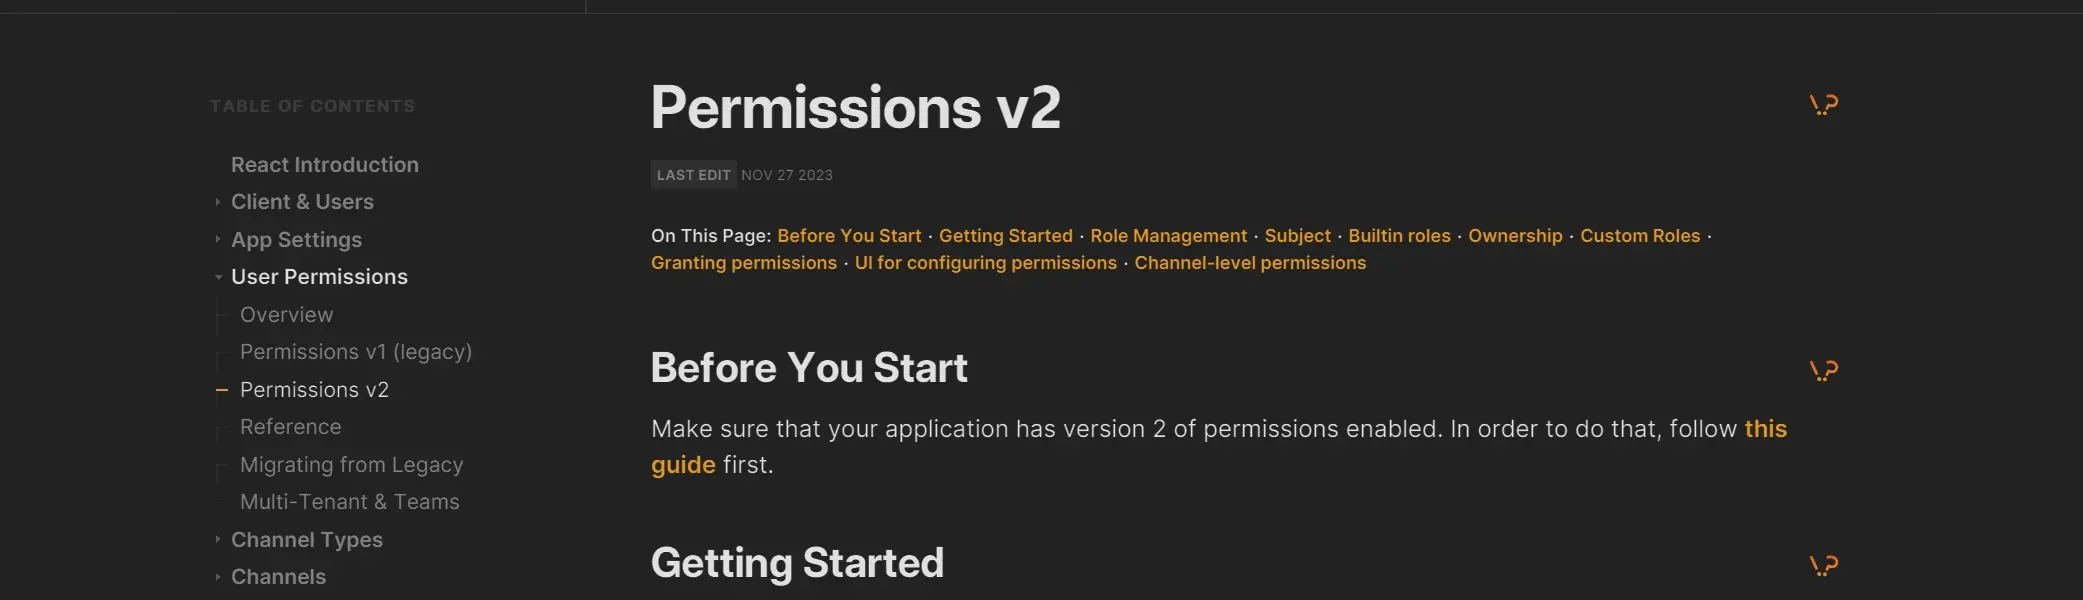 TABLE OF CONTENTS
React Introduction
Client & Users
App Settings
User Permissions
Overview
Permissions v1 (legacy)
Permissions v2
Reference
Migrating from Legacy
Multi-Tenant & Teams
Channel Types
Channels
Permissions v2
LAST EDIT NOV 27 2023
On This Page: Before You Start · Getting Started · Role Management · Subject · Builtin roles · Ownership · Custom Roles ·
Granting permissions · UI for configuring permissions · Channel-level permissions
Before You Start
Make sure that your application has version 2 of permissions enabled. In order to do that, follow this
guide first.
Getting Started